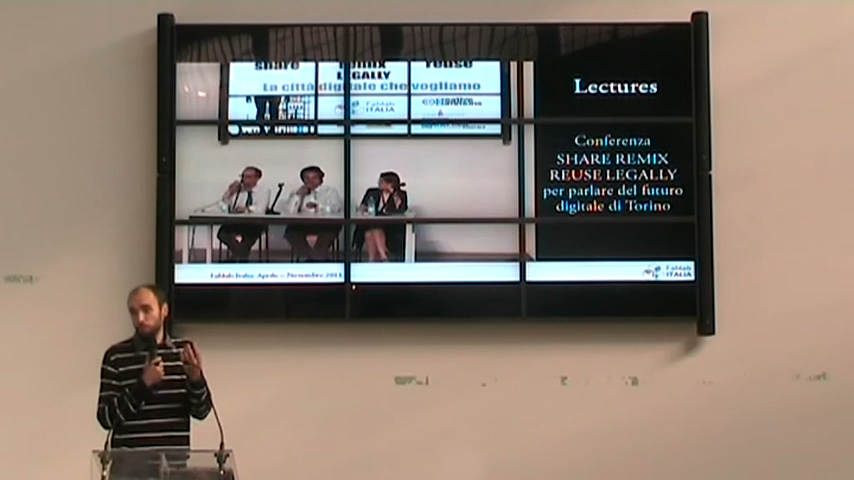 share remix reuse
LEGALLY
La città digitale che vogliamo
Fablab
ITALIA
Lectures
Conferenza
SHARE REMIX
REUSE LEGALLY
per parlare del futuro
digitale di Torino
Fablab Italia, Aprile – Novembre 2011
Fablab
ITALIA